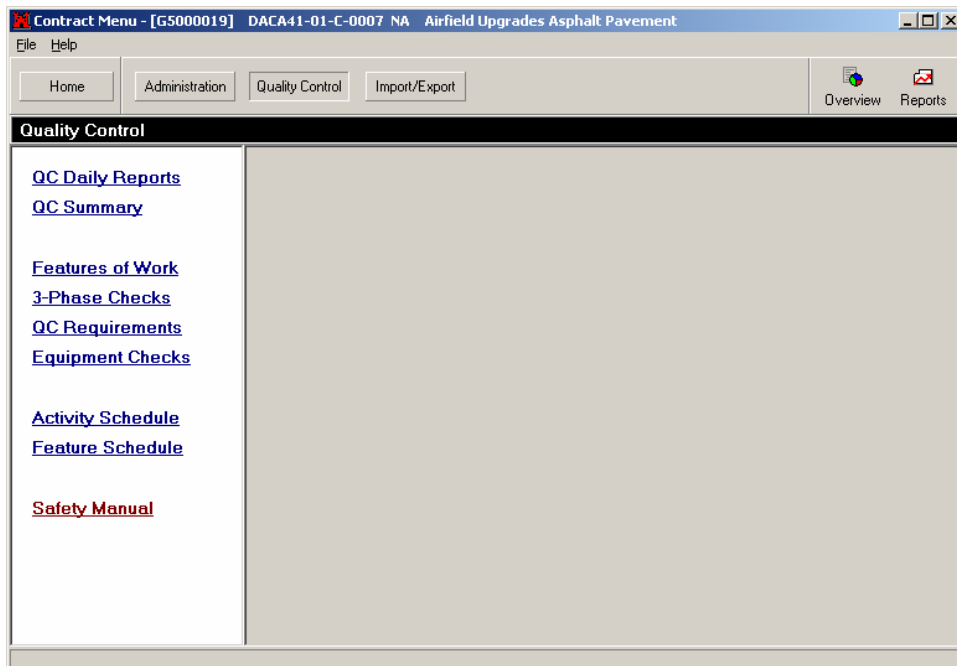 Contract Menu - [G5000019] DACA41-01-C-0007 NA Airfield Upgrades Asphalt Pavement
File Help
Home Administration Quality Control Import/Export Overview Reports
Quality Control
QC Daily Reports
QC Summary
Features of Work
3-Phase Checks
QC Requirements
Equipment Checks
Activity Schedule
Feature Schedule
Safety Manual